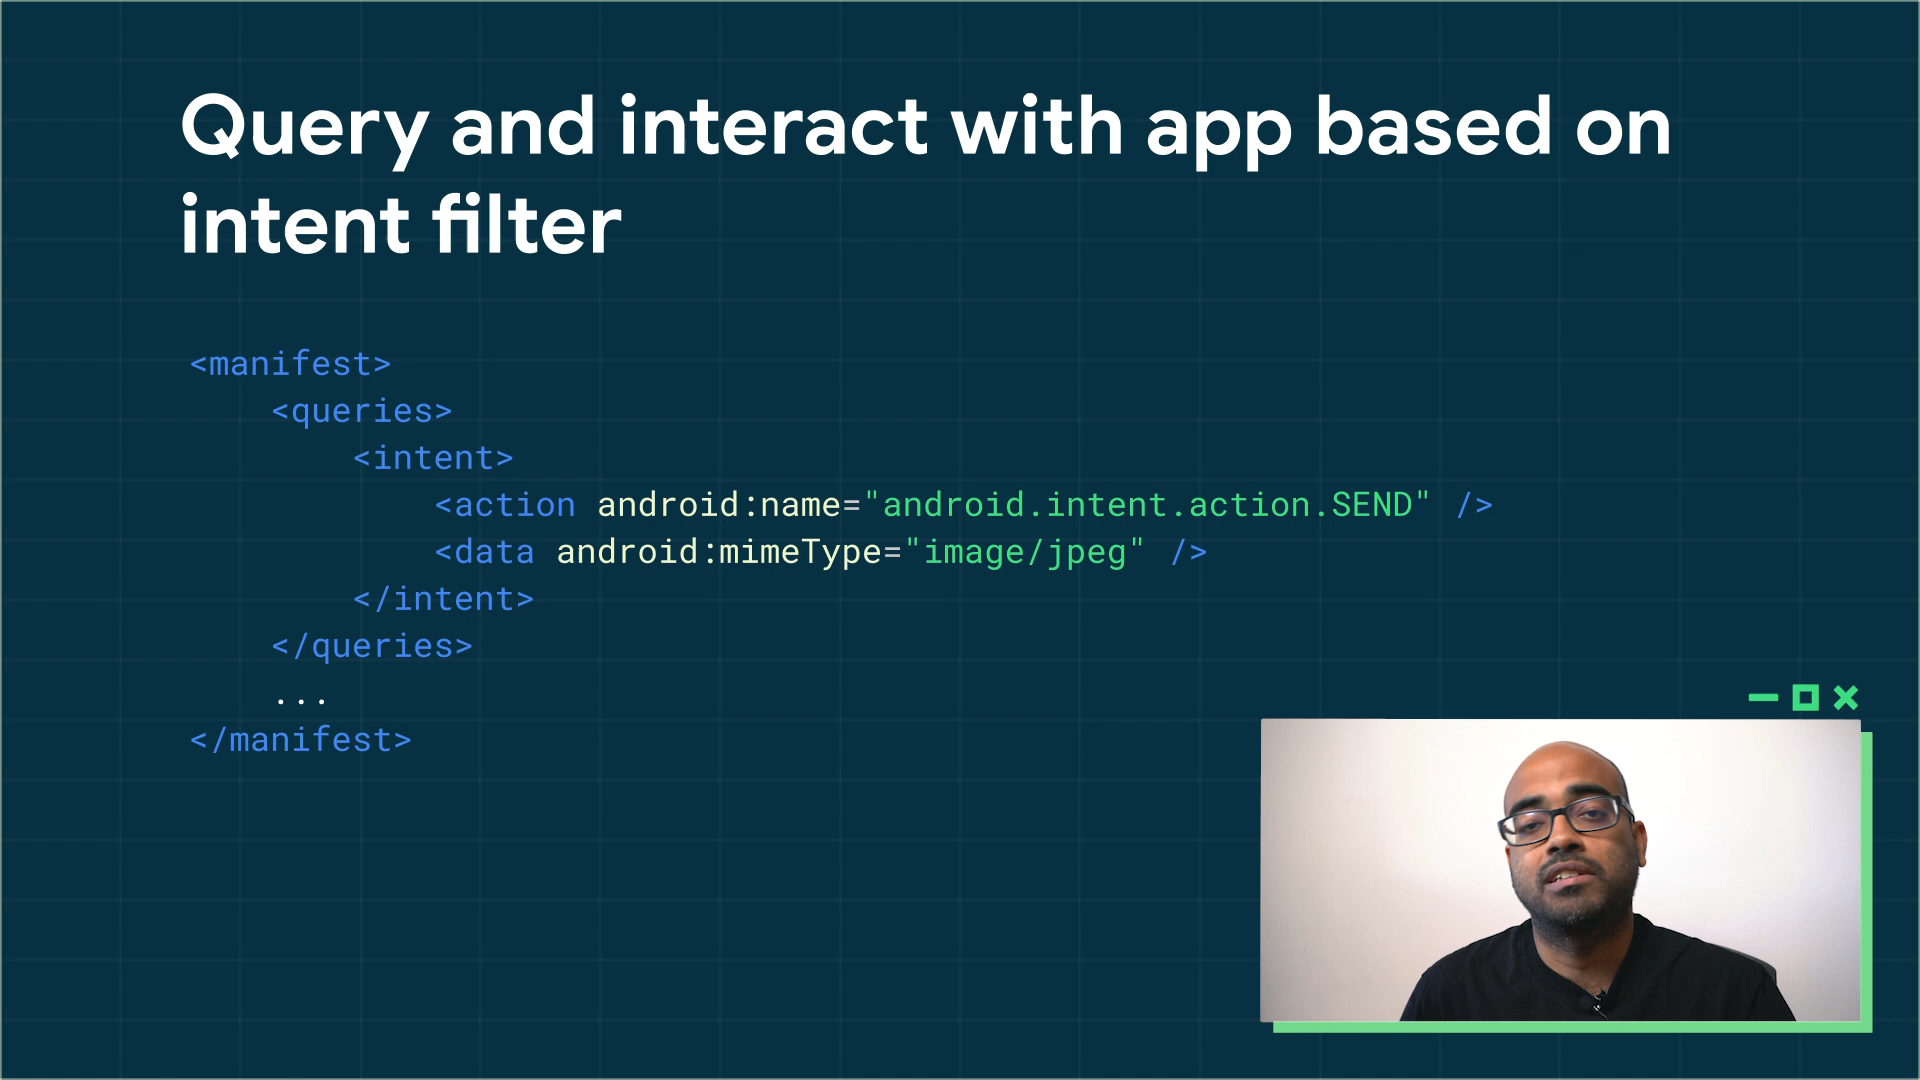 Query and interact with app based on
intent filter
<manifest>
<queries>
<intent>
<action android:name="android.intent.action.SEND" />
<data android:mimeType="image/jpeg" />
</intent>
</queries>
...
</manifest>